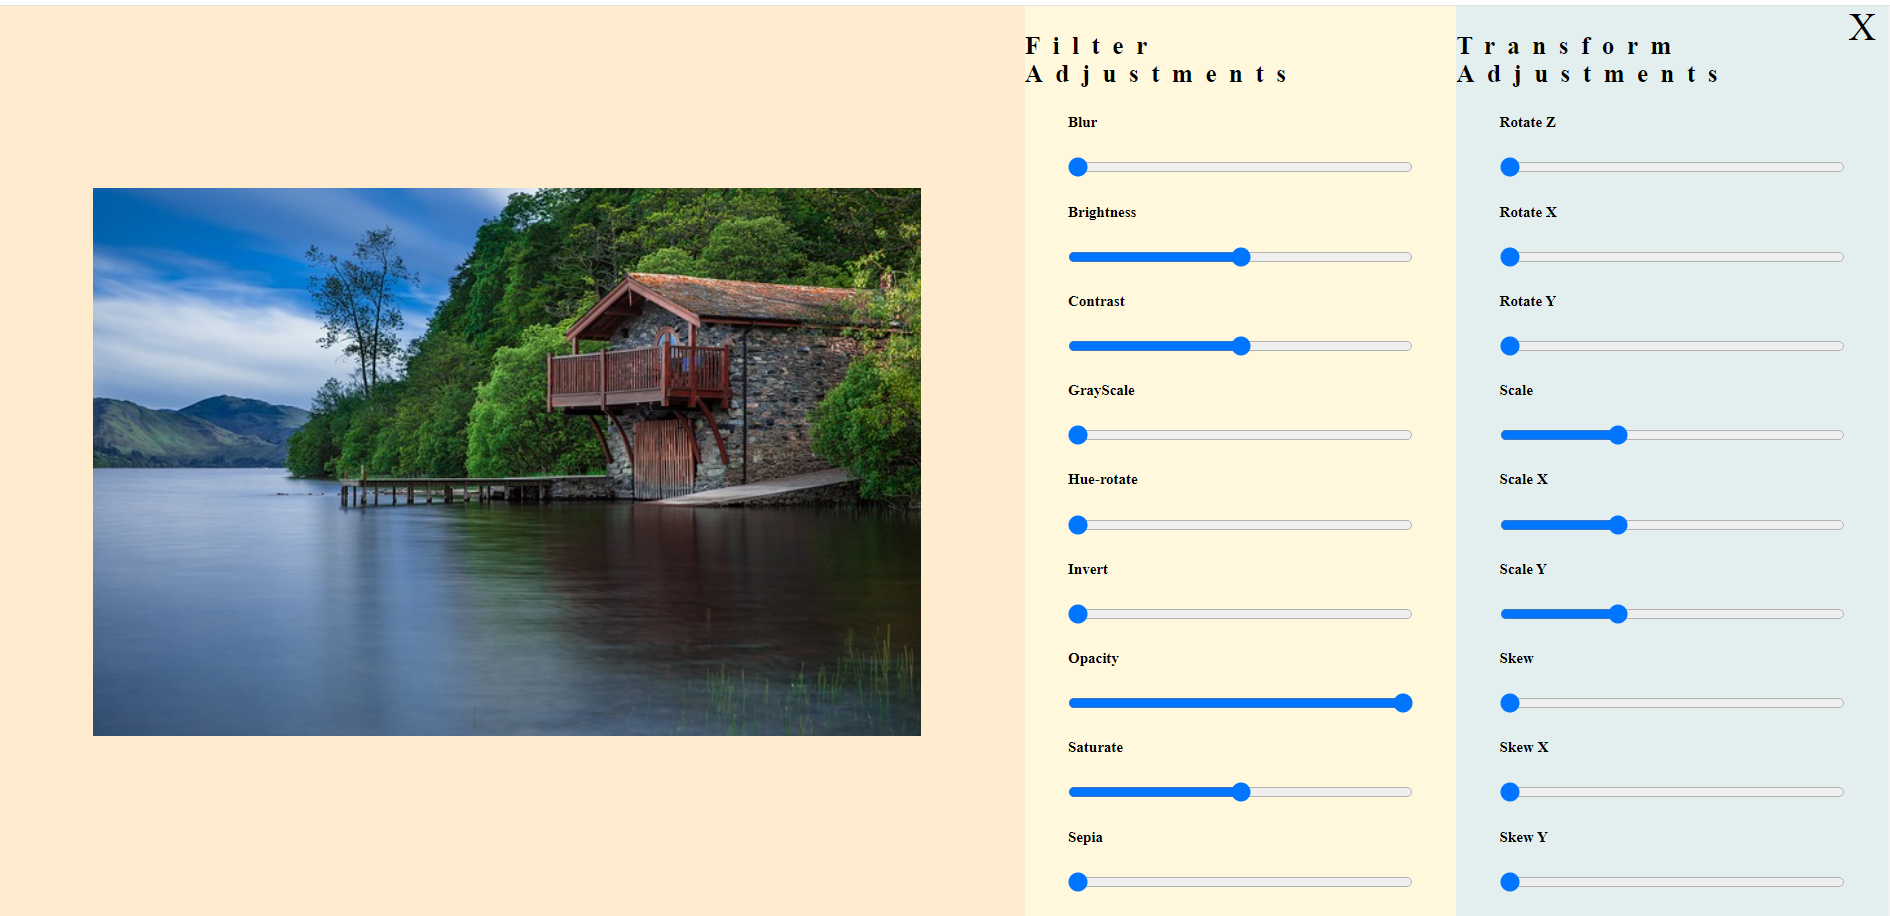 Filter
Adjustments
Blur
Brightness
Contrast
GrayScale
Hue-rotate
Invert
Opacity
Saturate
Sepia
Transform
Adjustments
X
Rotate Z
Rotate X
Rotate Y
Scale
Scale X
Scale Y
Skew
Skew X
Skew Y